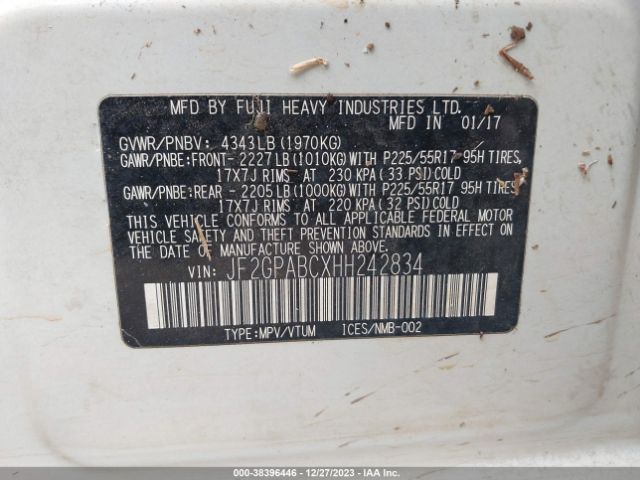 MFD BY FUJI HEAVY INDUSTRIES LTD.
MFD IN 01/17
GVWR/PNBV: 4343LB(1970KG)
GAWR/PNBE:FRONT- 2227LB(1010KG)WITH P225/55R17 95H TIRES,
17X7J RIMS AT 230 KPA(33 PSI)COLD
GAWR/PNBE:REAR - 2205LB(1000KG)WITH P225/55R17 95H TIRES,
17X7J RIMS AT 220 KPA(32 PSI)COLD
THIS VEHICLE CONFORMS TO ALL APPLICABLE FEDERAL MOTOR
VEHICLE SAFETY AND THEFT PREVENTION STANDARDS IN EFFECT ON
THE DATE OF MANUFACTURE SHOWN ABOVE.
VIN: JF2GPABCXHH242834
TYPE:MPV/VTUM ICES/NMB-002
000-38396446 - 12/27/2023 - IAA Inc.